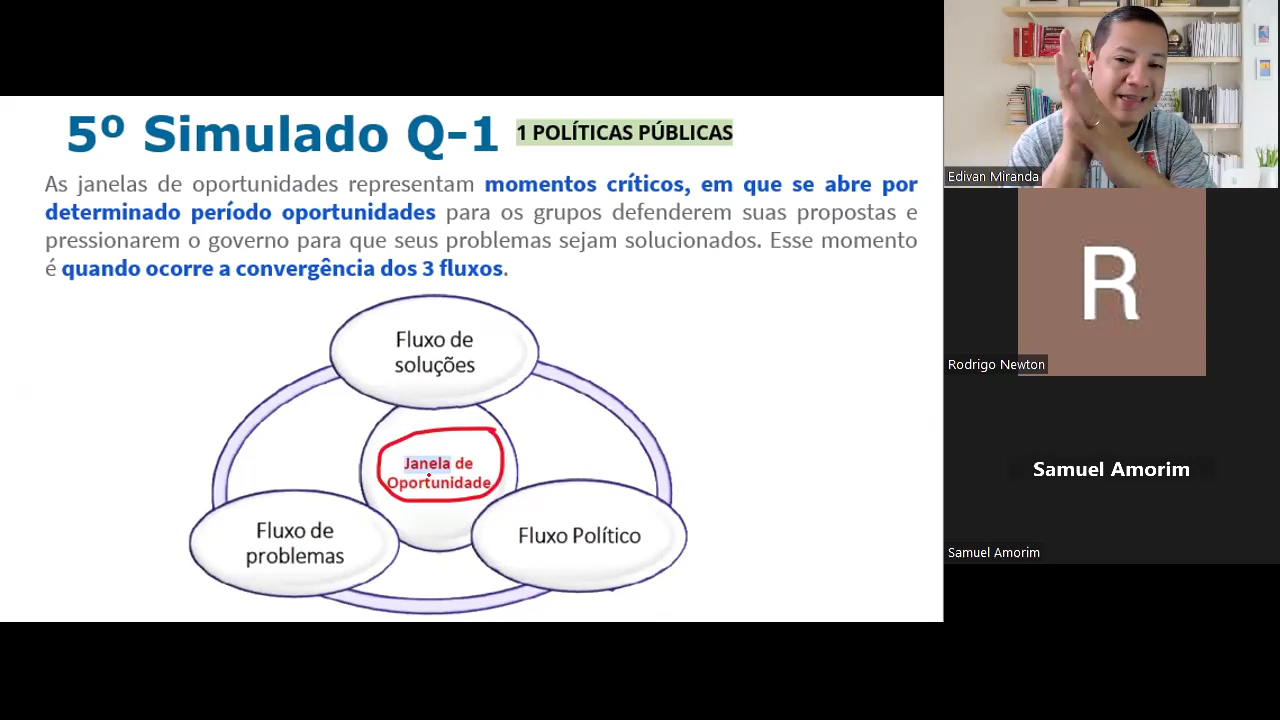 5º Simulado Q-1 1 POLÍTICAS PÚBLICAS
As janelas de oportunidades representam momentos críticos, em que se abre por
determinado período oportunidades para os grupos defenderem suas propostas e
pressionarem o governo para que seus problemas sejam solucionados. Esse momento
é quando ocorre a convergência dos 3 fluxos.
Fluxo de
soluções
Janela de
Oportunidade
Fluxo de
problemas
Fluxo Político
Edivan Miranda
R
Rodrigo Newton
Samuel Amorim
Samuel Amorim